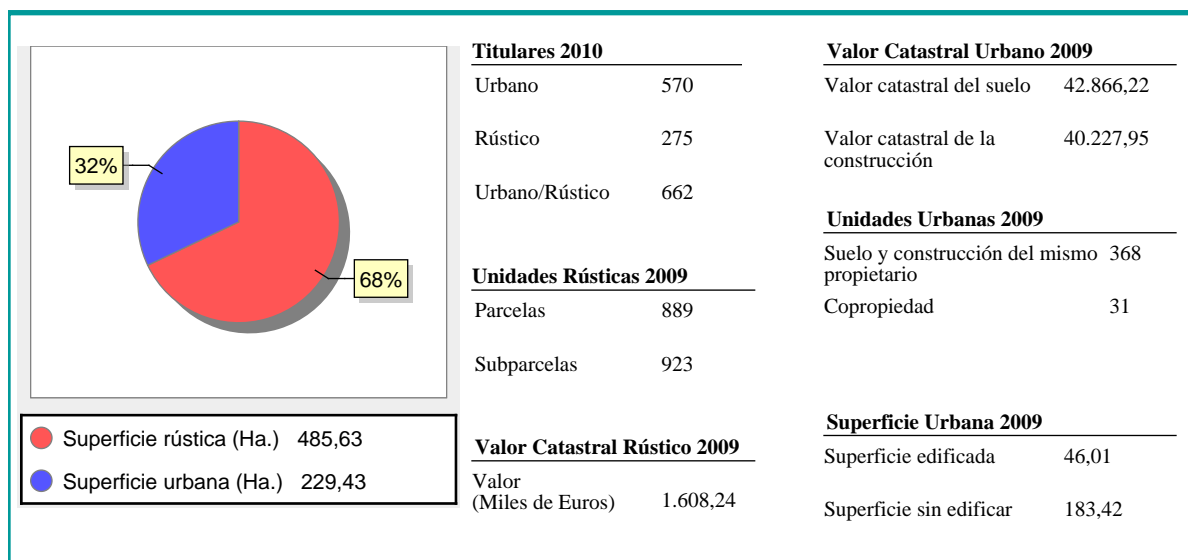 32%
68%
Superficie rústica (Ha.) 485,63
Superficie urbana (Ha.) 229,43
Titulares 2010
Urbano 570
Rústico 275
Urbano/Rústico 662
Unidades Rústicas 2009
Parcelas 889
Subparcelas 923
Valor Catastral Rústico 2009
Valor
(Miles de Euros) 1.608,24
Valor Catastral Urbano 2009
Valor catastral del suelo 42.866,22
Valor catastral de la 40.227,95
construcción
Unidades Urbanas 2009
Suelo y construcción del mismo 368
propietario
Copropiedad 31
Superficie Urbana 2009
Superficie edificada 46,01
Superficie sin edificar 183,42